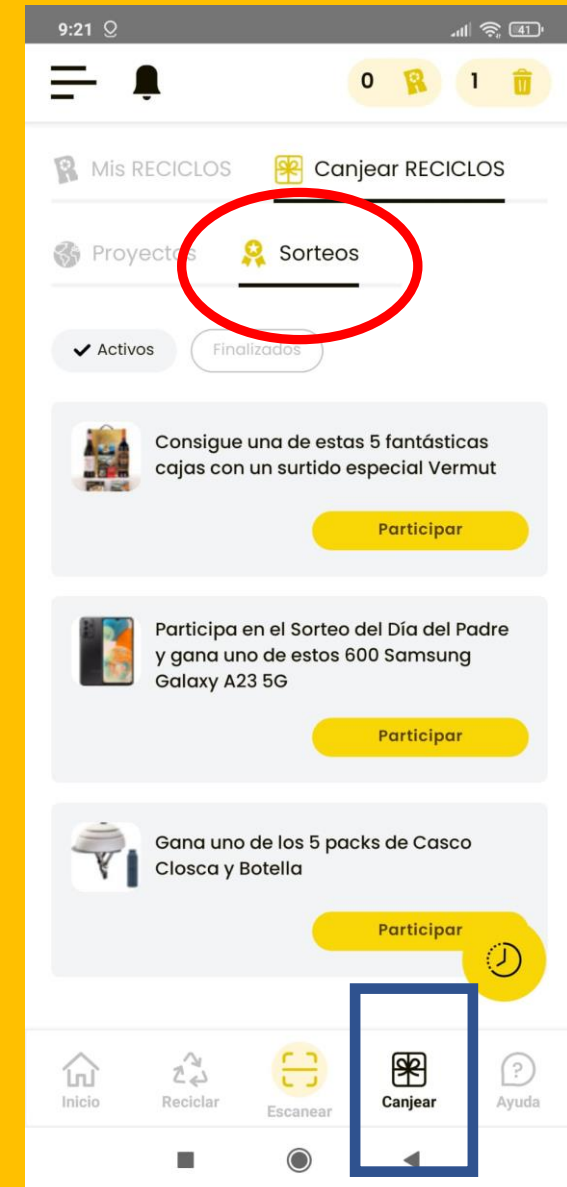 9:21 41
0 1
Mis RECICLOS Canjear RECICLOS
Proyectos Sorteos
Activos Finalizados
Consigue una de estas 5 fantásticas
cajas con un surtido especial Vermut
Participar
Participa en el Sorteo del Día del Padre
y gana uno de estos 600 Samsung
Galaxy A23 5G
Participar
Gana uno de los 5 packs de Casco
Closca y Botella
Participar
Inicio Reciclar Escanear Canjear Ayuda